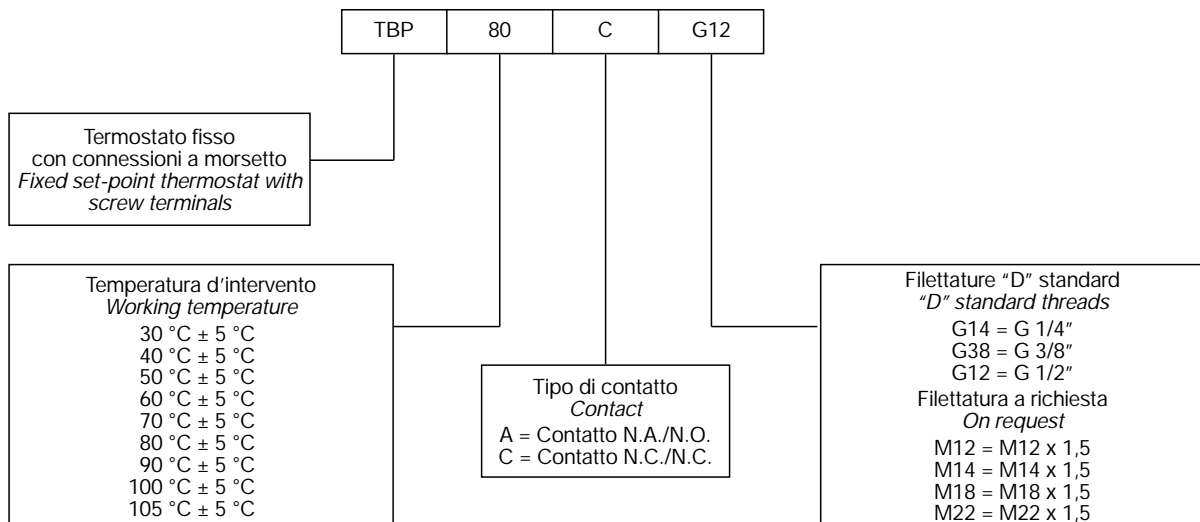 TBP 80 C G12
Termostato fisso
con connessioni a morsetto
Fixed set-point thermostat with
screw terminals
Temperatura d'intervento
Working temperature
30 °C ± 5 °C
40 °C ± 5 °C
50 °C ± 5 °C
60 °C ± 5 °C
70 °C ± 5 °C
80 °C ± 5 °C
90 °C ± 5 °C
100 °C ± 5 °C
105 °C ± 5 °C
Tipo di contatto
Contact
A = Contatto N.A./N.O.
C = Contatto N.C./N.C.
Filettature “D” standard
“D” standard threads
G14 = G 1/4”
G38 = G 3/8”
G12 = G 1/2”
Filettatura a richiesta
On request
M12 = M12 x 1,5
M14 = M14 x 1,5
M18 = M18 x 1,5
M22 = M22 x 1,5